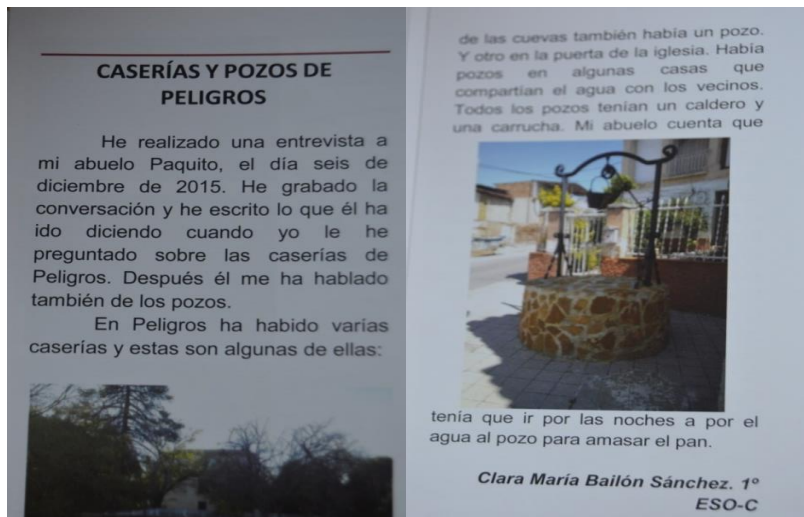 CASERÍAS Y POZOS DE
PELIGROS
He realizado una entrevista a
mi abuelo Paquito, el día seis de
diciembre de 2015. He grabado la
conversación y he escrito lo que él ha
ido diciendo cuando yo le he
preguntado sobre las caserías de
Peligros. Después él me ha hablado
también de los pozos.
En Peligros ha habido varías
caserías y estas son algunas de ellas:
de las cuevas también había un pozo.
Y otro en la puerta de la iglesia. Había
pozos en algunas casas que
compartían el agua con los vecinos.
Todos los pozos tenían un caldero y
una carrucha. Mi abuelo cuenta que
tenía que ir por las noches a por el
agua al pozo para amasar el pan.
Clara María Bailón Sánchez. 1º
ESO-C